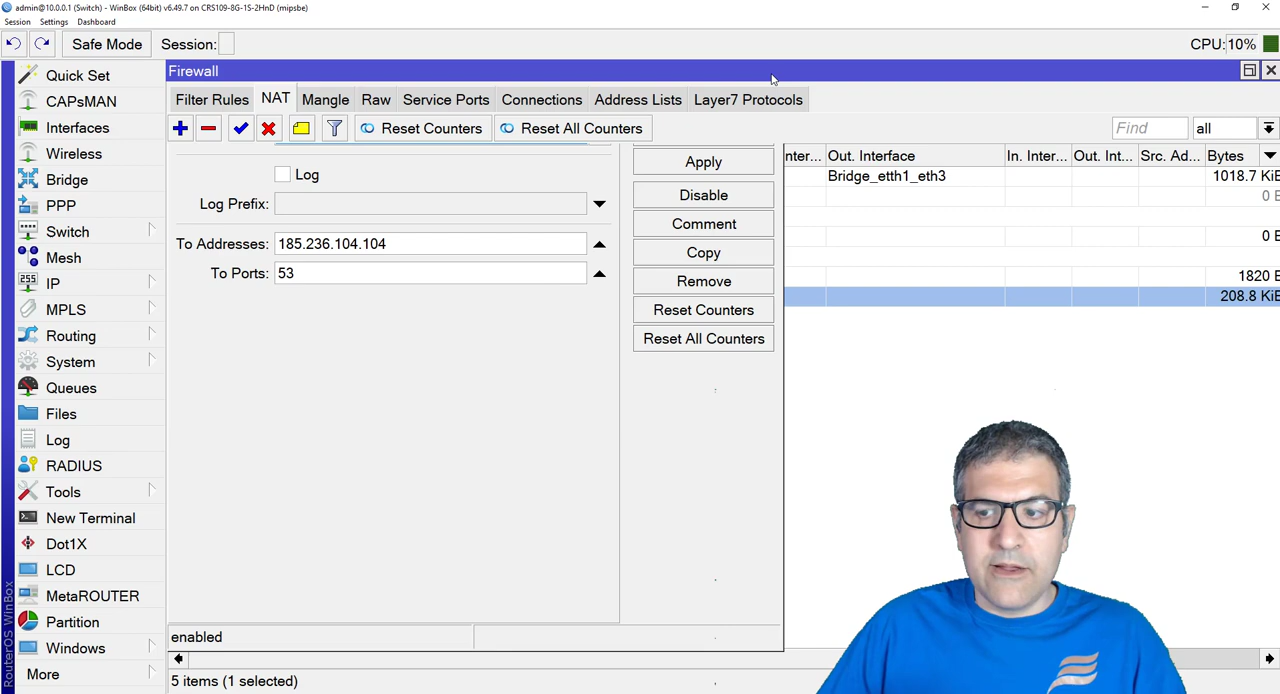 admin@10.0.0.1 (Switch) - WinBox (64bit) v6.49.7 on CRS109-8G-1S-2HnD (mipsbe)
Session Settings Dashboard
Safe Mode Session: CPU: 10%
Quick Set
CAPsMAN
Interfaces
Wireless
Bridge
PPP
Switch
Mesh
IP
MPLS
Routing
System
Queues
Files
Log
RADIUS
Tools
New Terminal
Dot1X
LCD
MetaROUTER
Partition
Windows
More
RouterOS WinBox
Firewall
Filter Rules NAT Mangle Raw Service Ports Connections Address Lists Layer7 Protocols
Reset Counters Reset All Counters Find all
Log
Log Prefix:
To Addresses: 185.236.104.104
To Ports: 53
Apply
Disable
Comment
Copy
Remove
Reset Counters
Reset All Counters
nter... Out. Interface In. Inter... Out. Int... Src. Ad... Bytes
Bridge_etth1_eth3 1018.7 KiB
0 B
0 B
1820 B
208.8 KiB
enabled
5 items (1 selected)